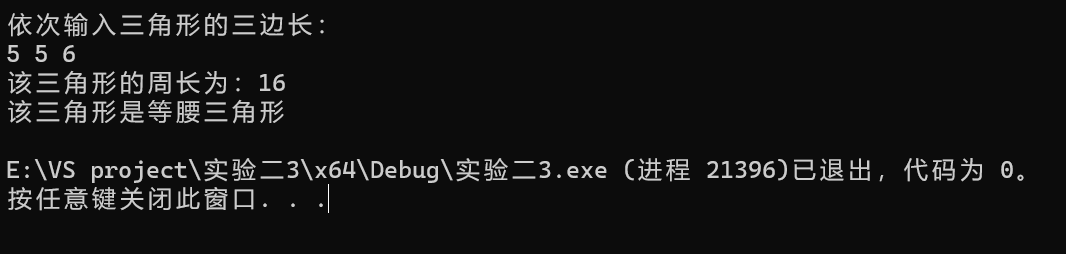 依次输入三角形的三边长：
5 5 6
该三角形的周长为：16
该三角形是等腰三角形
E:\VS project\实验二3\x64\Debug\实验二3.exe (进程 21396)已退出，代码为 0。
按任意键关闭此窗口. . .